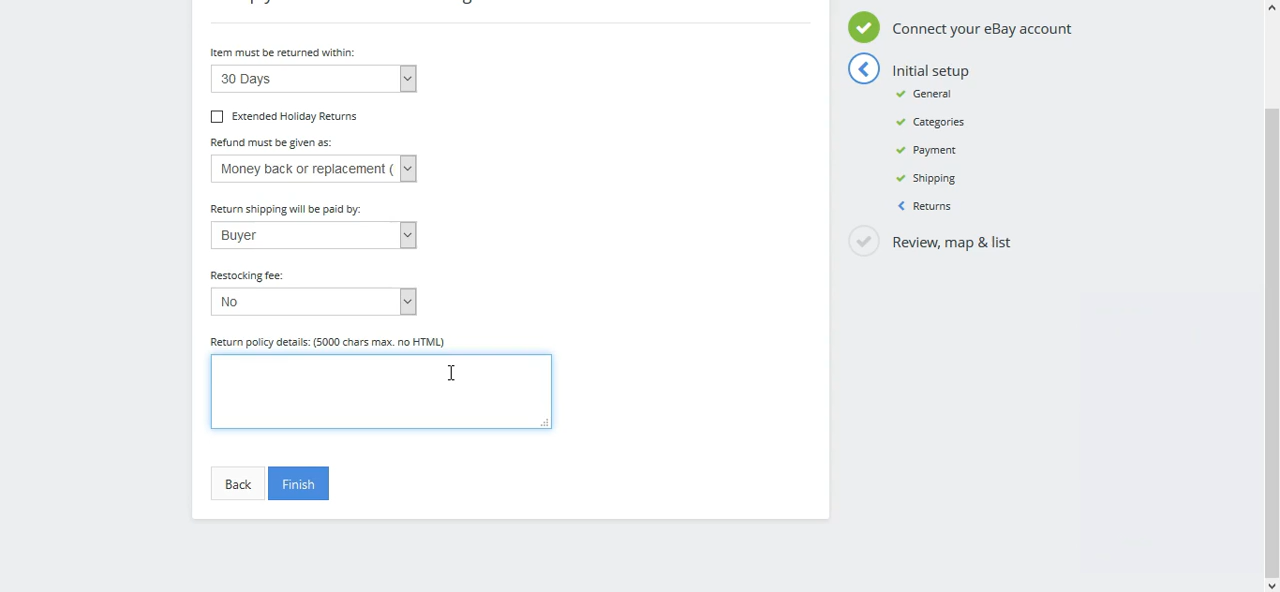 Item must be returned within:
30 Days
Extended Holiday Returns
Refund must be given as:
Money back or replacement (
Return shipping will be paid by:
Buyer
Restocking fee:
No
Return policy details: (5000 chars max. no HTML)
Back Finish
Connect your eBay account
Initial setup
General
Categories
Payment
Shipping
Returns
Review, map & list